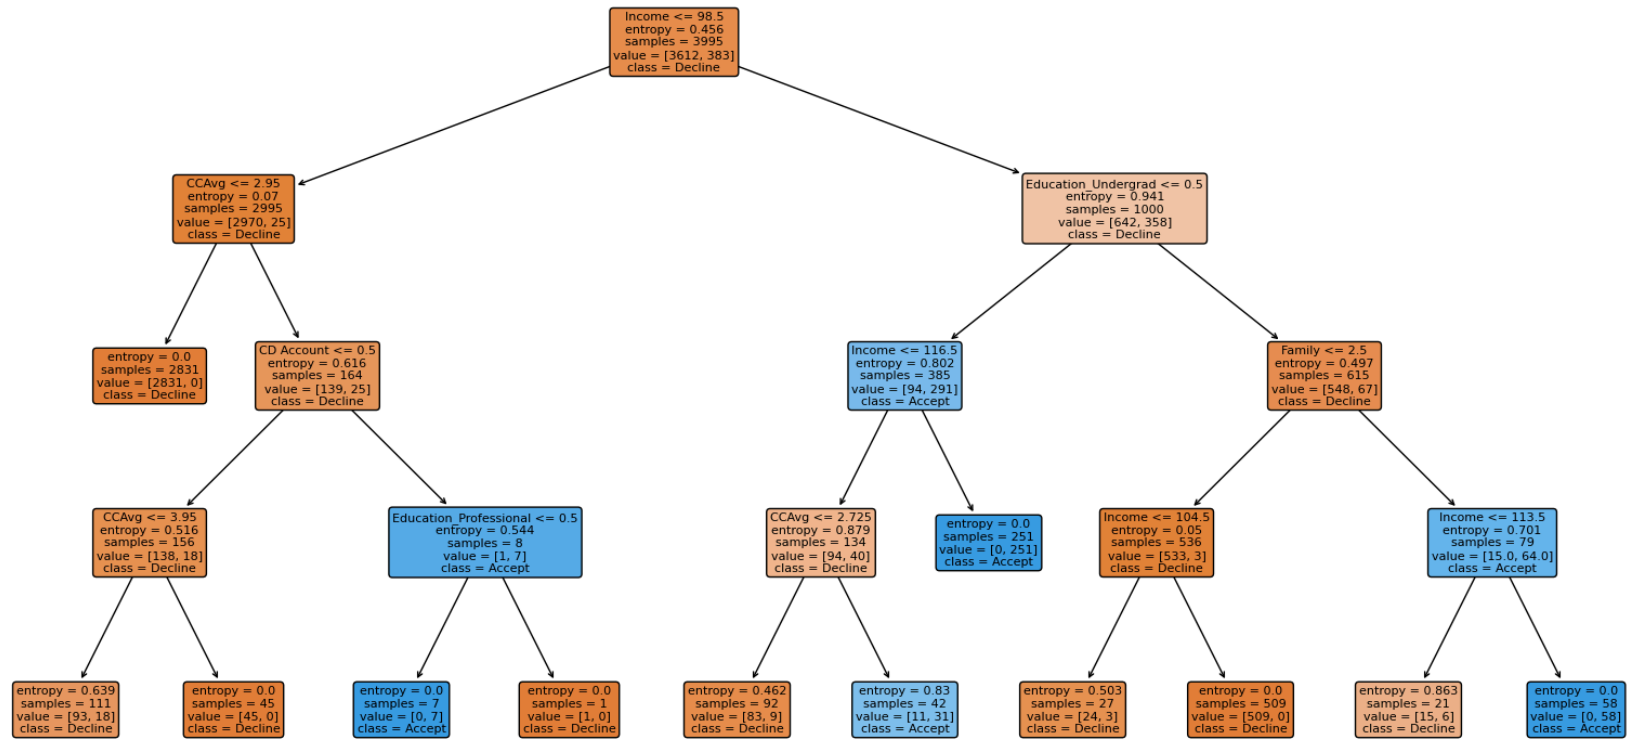 Income <= 98.5
entropy = 0.456
samples = 3995
value = [3612, 383]
class = Decline
CCAvg <= 2.95
entropy = 0.07
samples = 2995
value = [2970, 25]
class = Decline
Education_Undergrad <= 0.5
entropy = 0.941
samples = 1000
value = [642, 358]
class = Decline
entropy = 0.0
samples = 2831
value = [2831, 0]
class = Decline
CD Account <= 0.5
entropy = 0.616
samples = 164
value = [139, 25]
class = Decline
Income <= 116.5
entropy = 0.802
samples = 385
value = [94, 291]
class = Accept
Family <= 2.5
entropy = 0.497
samples = 615
value = [548, 67]
class = Decline
CCAvg <= 3.95
entropy = 0.516
samples = 156
value = [138, 18]
class = Decline
Education_Professional <= 0.5
entropy = 0.544
samples = 8
value = [1, 7]
class = Accept
CCAvg <= 2.725
entropy = 0.879
samples = 134
value = [94, 40]
class = Decline
entropy = 0.0
samples = 251
value = [0, 251]
class = Accept
Income <= 104.5
entropy = 0.05
samples = 536
value = [533, 3]
class = Decline
Income <= 113.5
entropy = 0.701
samples = 79
value = [15.0, 64.0]
class = Accept
entropy = 0.639
samples = 111
value = [93, 18]
class = Decline
entropy = 0.0
samples = 45
value = [45, 0]
class = Decline
entropy = 0.0
samples = 7
value = [0, 7]
class = Accept
entropy = 0.0
samples = 1
value = [1, 0]
class = Decline
entropy = 0.462
samples = 92
value = [83, 9]
class = Decline
entropy = 0.83
samples = 42
value = [11, 31]
class = Accept
entropy = 0.503
samples = 27
value = [24, 3]
class = Decline
entropy = 0.0
samples = 509
value = [509, 0]
class = Decline
entropy = 0.863
samples = 21
value = [15, 6]
class = Decline
entropy = 0.0
samples = 58
value = [0, 58]
class = Accept